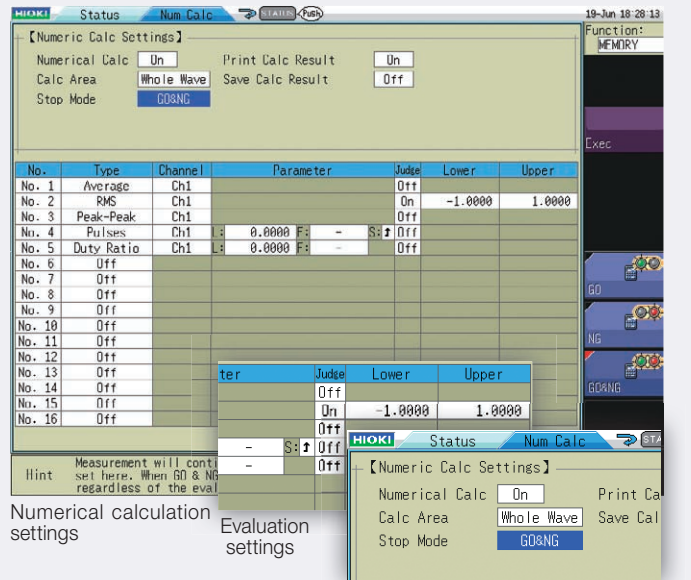 HIOKI Status Num Calc STATUS Push 19-Jun 18:28:13
【Numeric Calc Settings】
Numerical Calc On Print Calc Result On
Calc Area Whole Wave Save Calc Result Off
Stop Mode GO&NG
Function:
MEMORY
Exec
No. Type Channel Parameter Judge Lower Upper
No. 1 Average Ch1 Off
No. 2 RMS Ch1 On -1.0000 1.0000
No. 3 Peak-Peak Ch1 Off
No. 4 Pulses Ch1 L: 0.0000 F: - S:↑ Off
No. 5 Duty Ratio Ch1 L: 0.0000 F: - Off
No. 6 Off
No. 7 Off
No. 8 Off
No. 9 Off
No. 10 Off
No. 11 Off
No. 12 Off
No. 13 Off
No. 14 Off
No. 15 Off
No. 16 Off
GO
NG
GO&NG
Hint
Measurement will conti
set here. When GO & NG
regardless of the eval
ter Judge Lower Upper
Off
On -1.0000 1.0000
Off
- S:↑ Off
- Off
HIOKI Status Num Calc STA
【Numeric Calc Settings】
Numerical Calc On Print Ca
Calc Area Whole Wave Save Cal
Stop Mode GO&NG
Numerical calculation
settings
Evaluation
settings